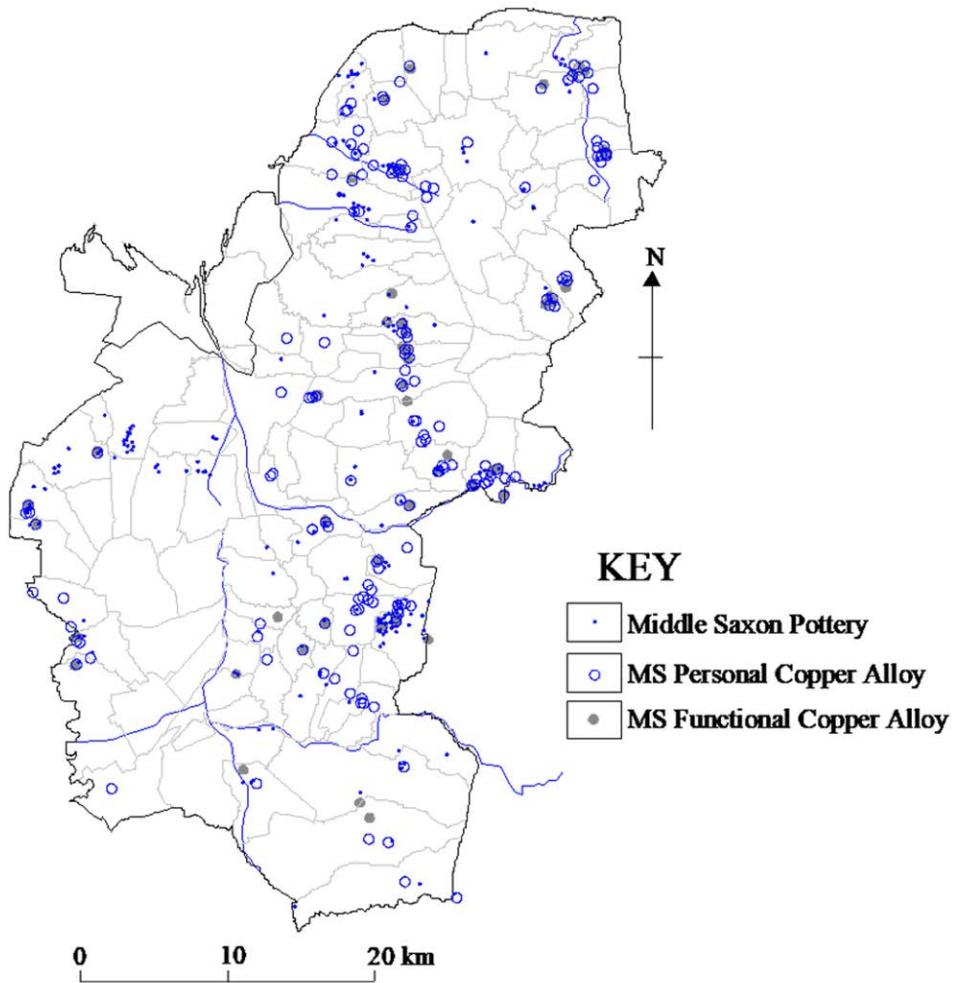 N
KEY
Middle Saxon Pottery
MS Personal Copper Alloy
MS Functional Copper Alloy
0 10 20 km